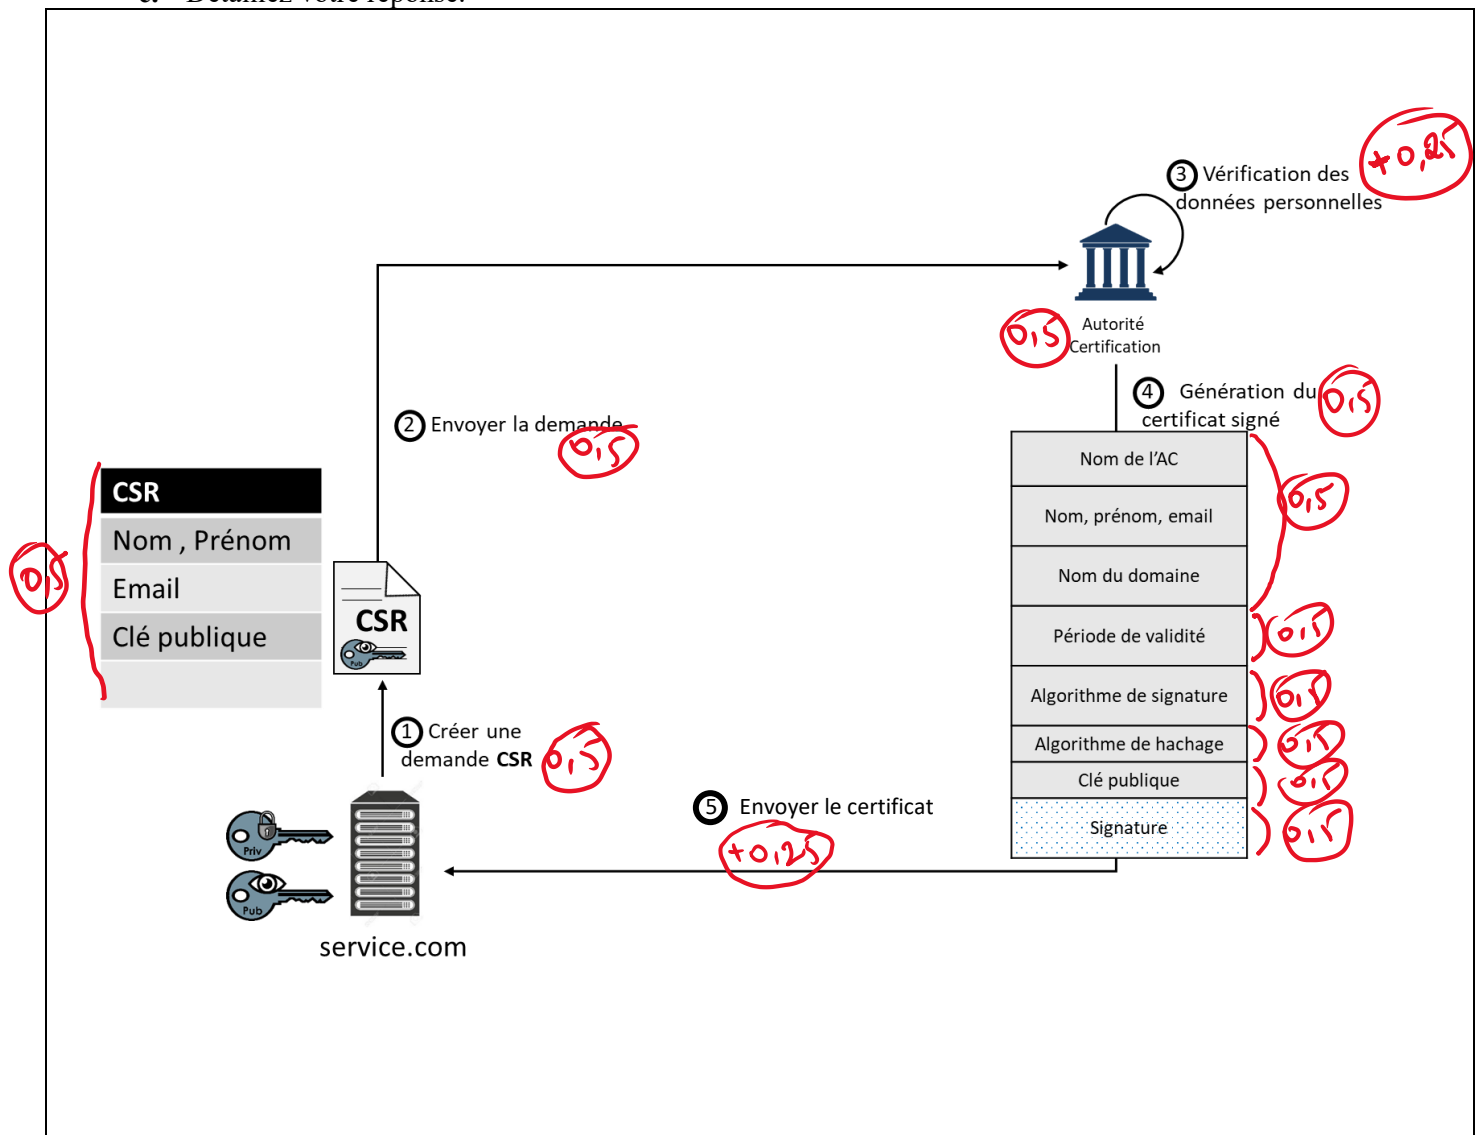 c. Détaillez votre réponse.
3 Vérification des
données personnelles
+0,25
Autorité
Certification
0,5
4 Génération du
certificat signé
0,5
2 Envoyer la demande
0,5
CSR
Nom , Prénom
Email
Clé publique
0,5
CSR
Pub
1 Créer une
demande CSR
0,5
Nom de l'AC
Nom, prénom, email
Nom du domaine
0,5
Période de validité
0,5
Algorithme de signature
0,5
Algorithme de hachage
0,5
Clé publique
0,5
Signature
0,5
5 Envoyer le certificat
+0,25
Priv
Pub
service.com